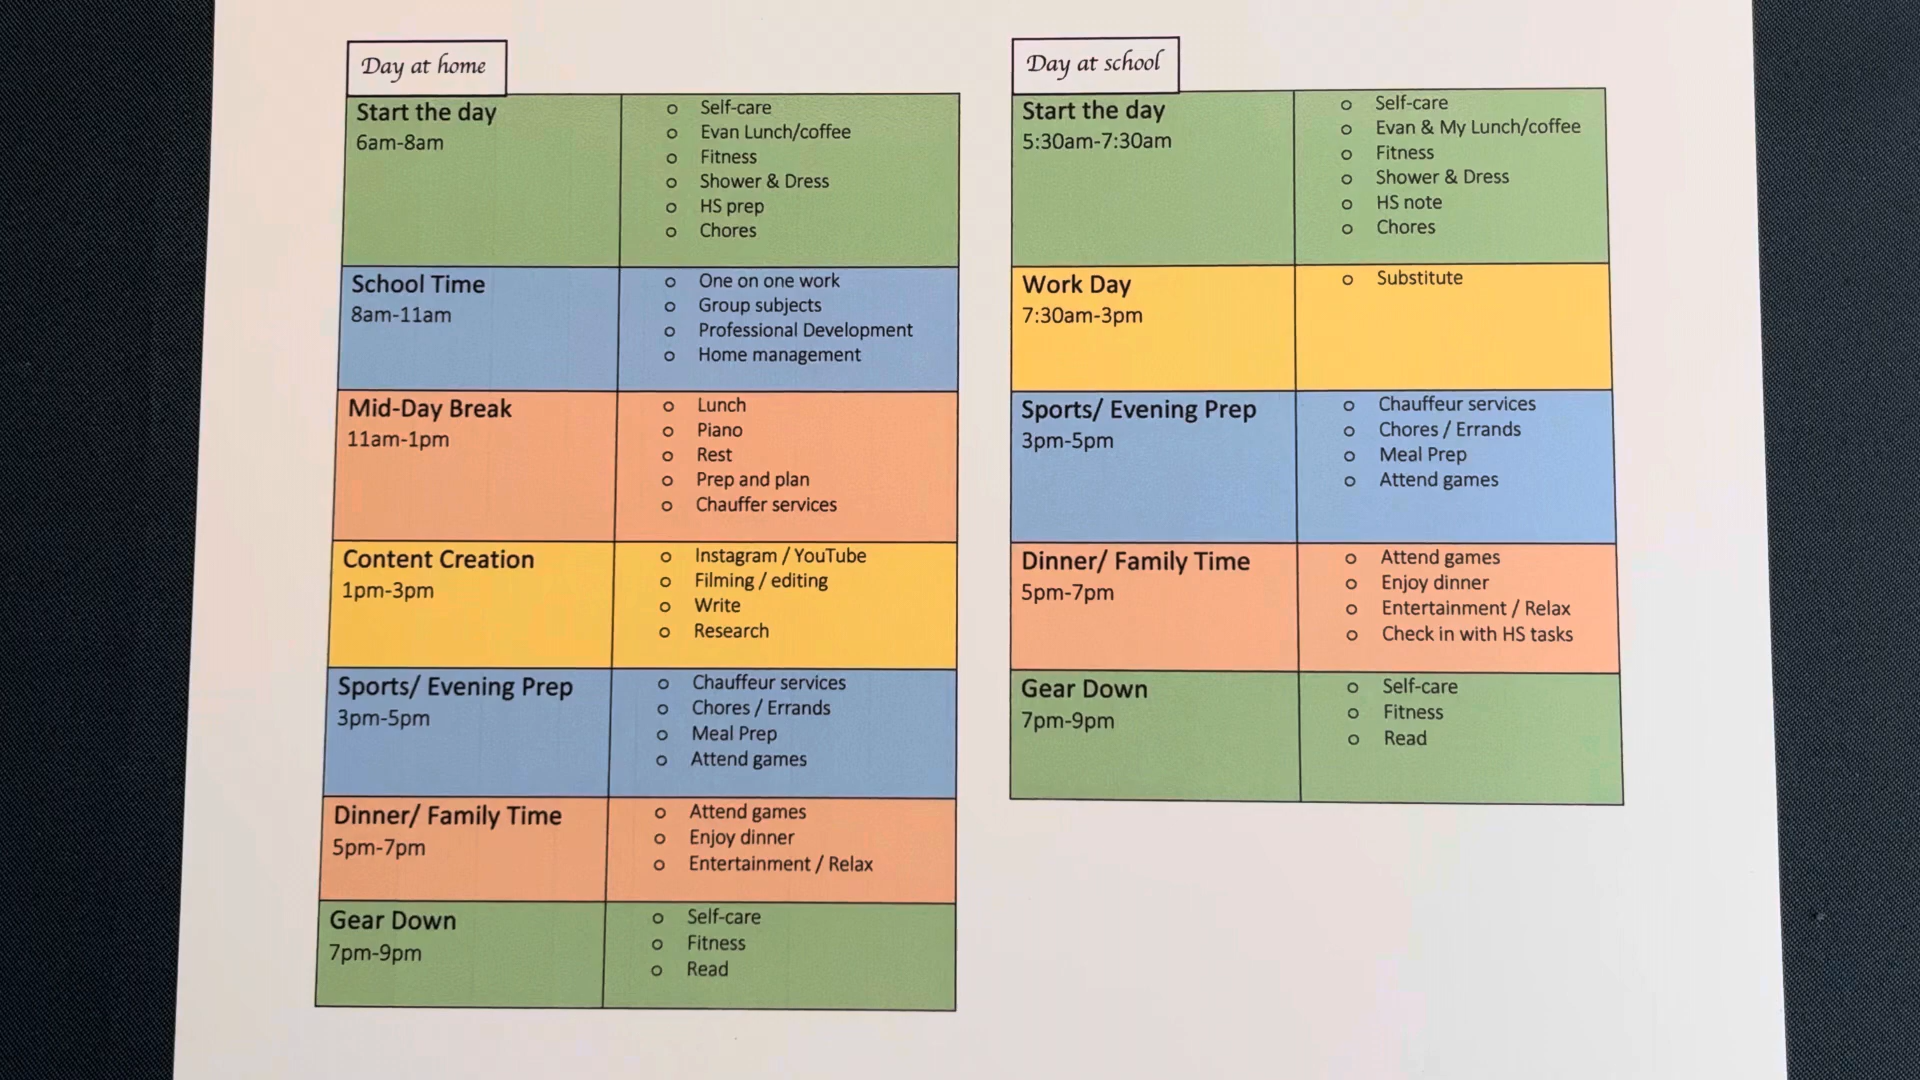 Day at home
Start the day
6am-8am
o Self-care
o Evan Lunch/coffee
o Fitness
o Shower & Dress
o HS prep
o Chores
School Time
8am-11am
o One on one work
o Group subjects
o Professional Development
o Home management
Mid-Day Break
11am-1pm
o Lunch
o Piano
o Rest
o Prep and plan
o Chauffer services
Content Creation
1pm-3pm
o Instagram / YouTube
o Filming / editing
o Write
o Research
Sports/ Evening Prep
3pm-5pm
o Chauffeur services
o Chores / Errands
o Meal Prep
o Attend games
Dinner/ Family Time
5pm-7pm
o Attend games
o Enjoy dinner
o Entertainment / Relax
Gear Down
7pm-9pm
o Self-care
o Fitness
o Read
Day at school
Start the day
5:30am-7:30am
o Self-care
o Evan & My Lunch/coffee
o Fitness
o Shower & Dress
o HS note
o Chores
Work Day
7:30am-3pm
o Substitute
Sports/ Evening Prep
3pm-5pm
o Chauffeur services
o Chores / Errands
o Meal Prep
o Attend games
Dinner/ Family Time
5pm-7pm
o Attend games
o Enjoy dinner
o Entertainment / Relax
o Check in with HS tasks
Gear Down
7pm-9pm
o Self-care
o Fitness
o Read